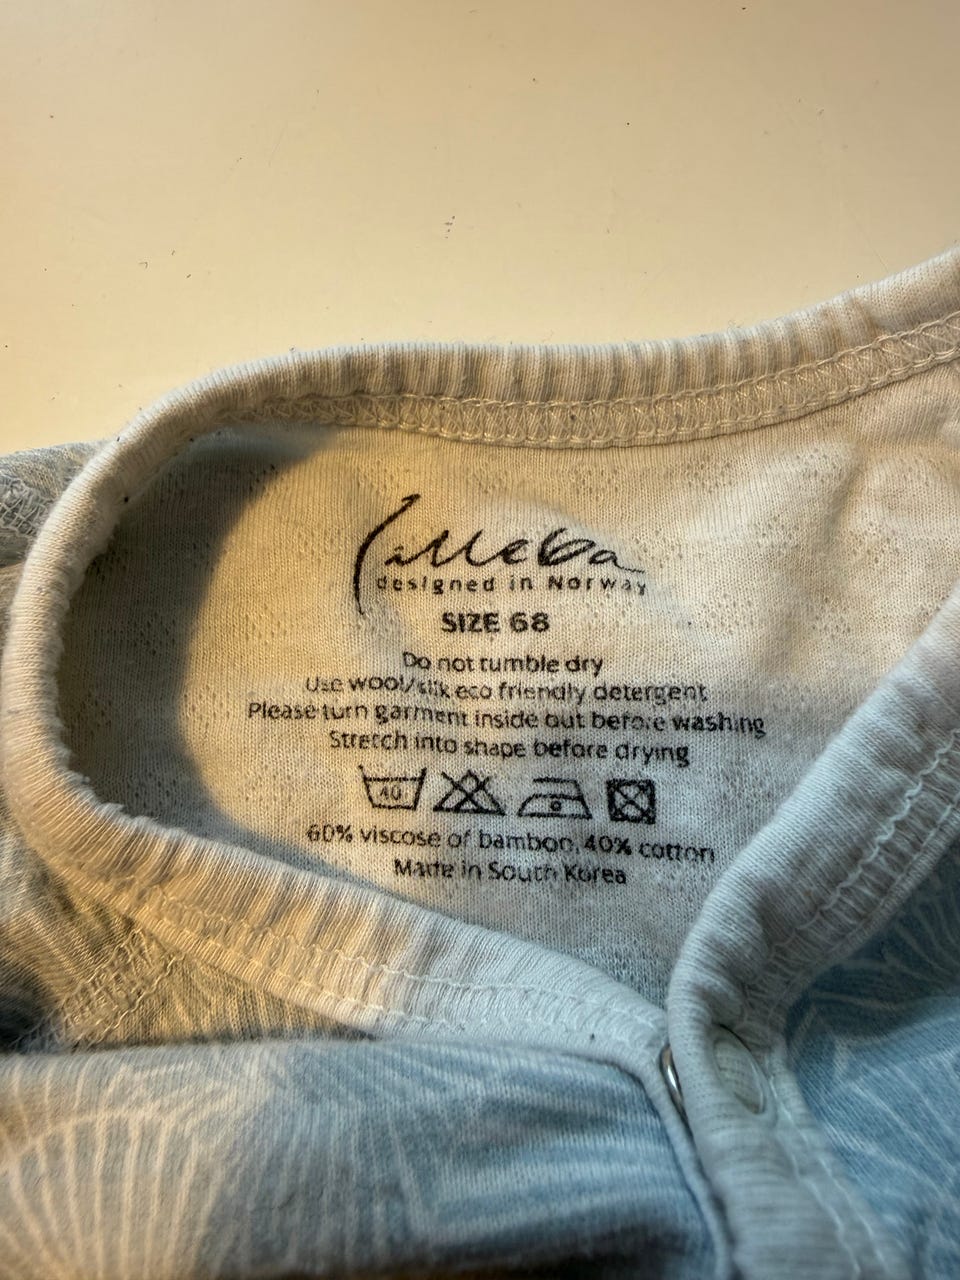 Lilleba
designed in Norway
SIZE 68
Do not tumble dry
Use wool/silk eco friendly detergent
Please turn garment inside out before washing
Stretch into shape before drying
40
60% viscose of bamboo, 40% cotton
Made in South Korea